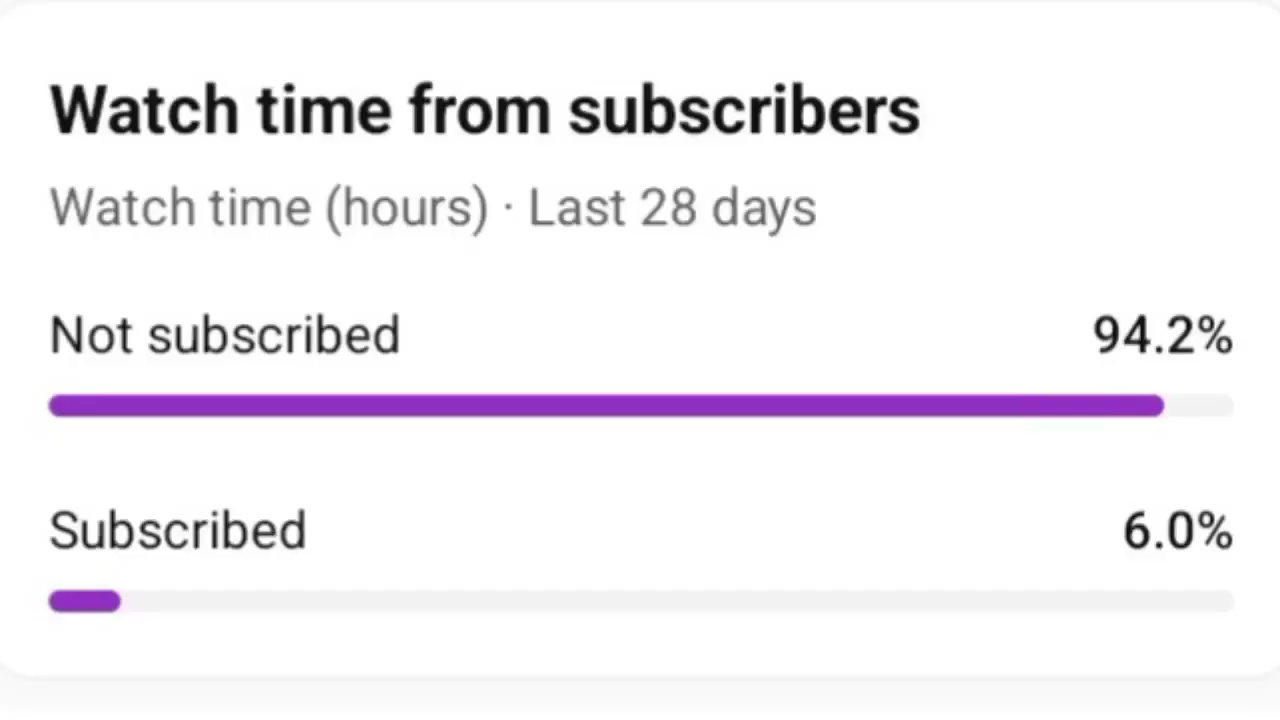 Watch time from subscribers
Watch time (hours) · Last 28 days
Not subscribed 94.2%
Subscribed 6.0%